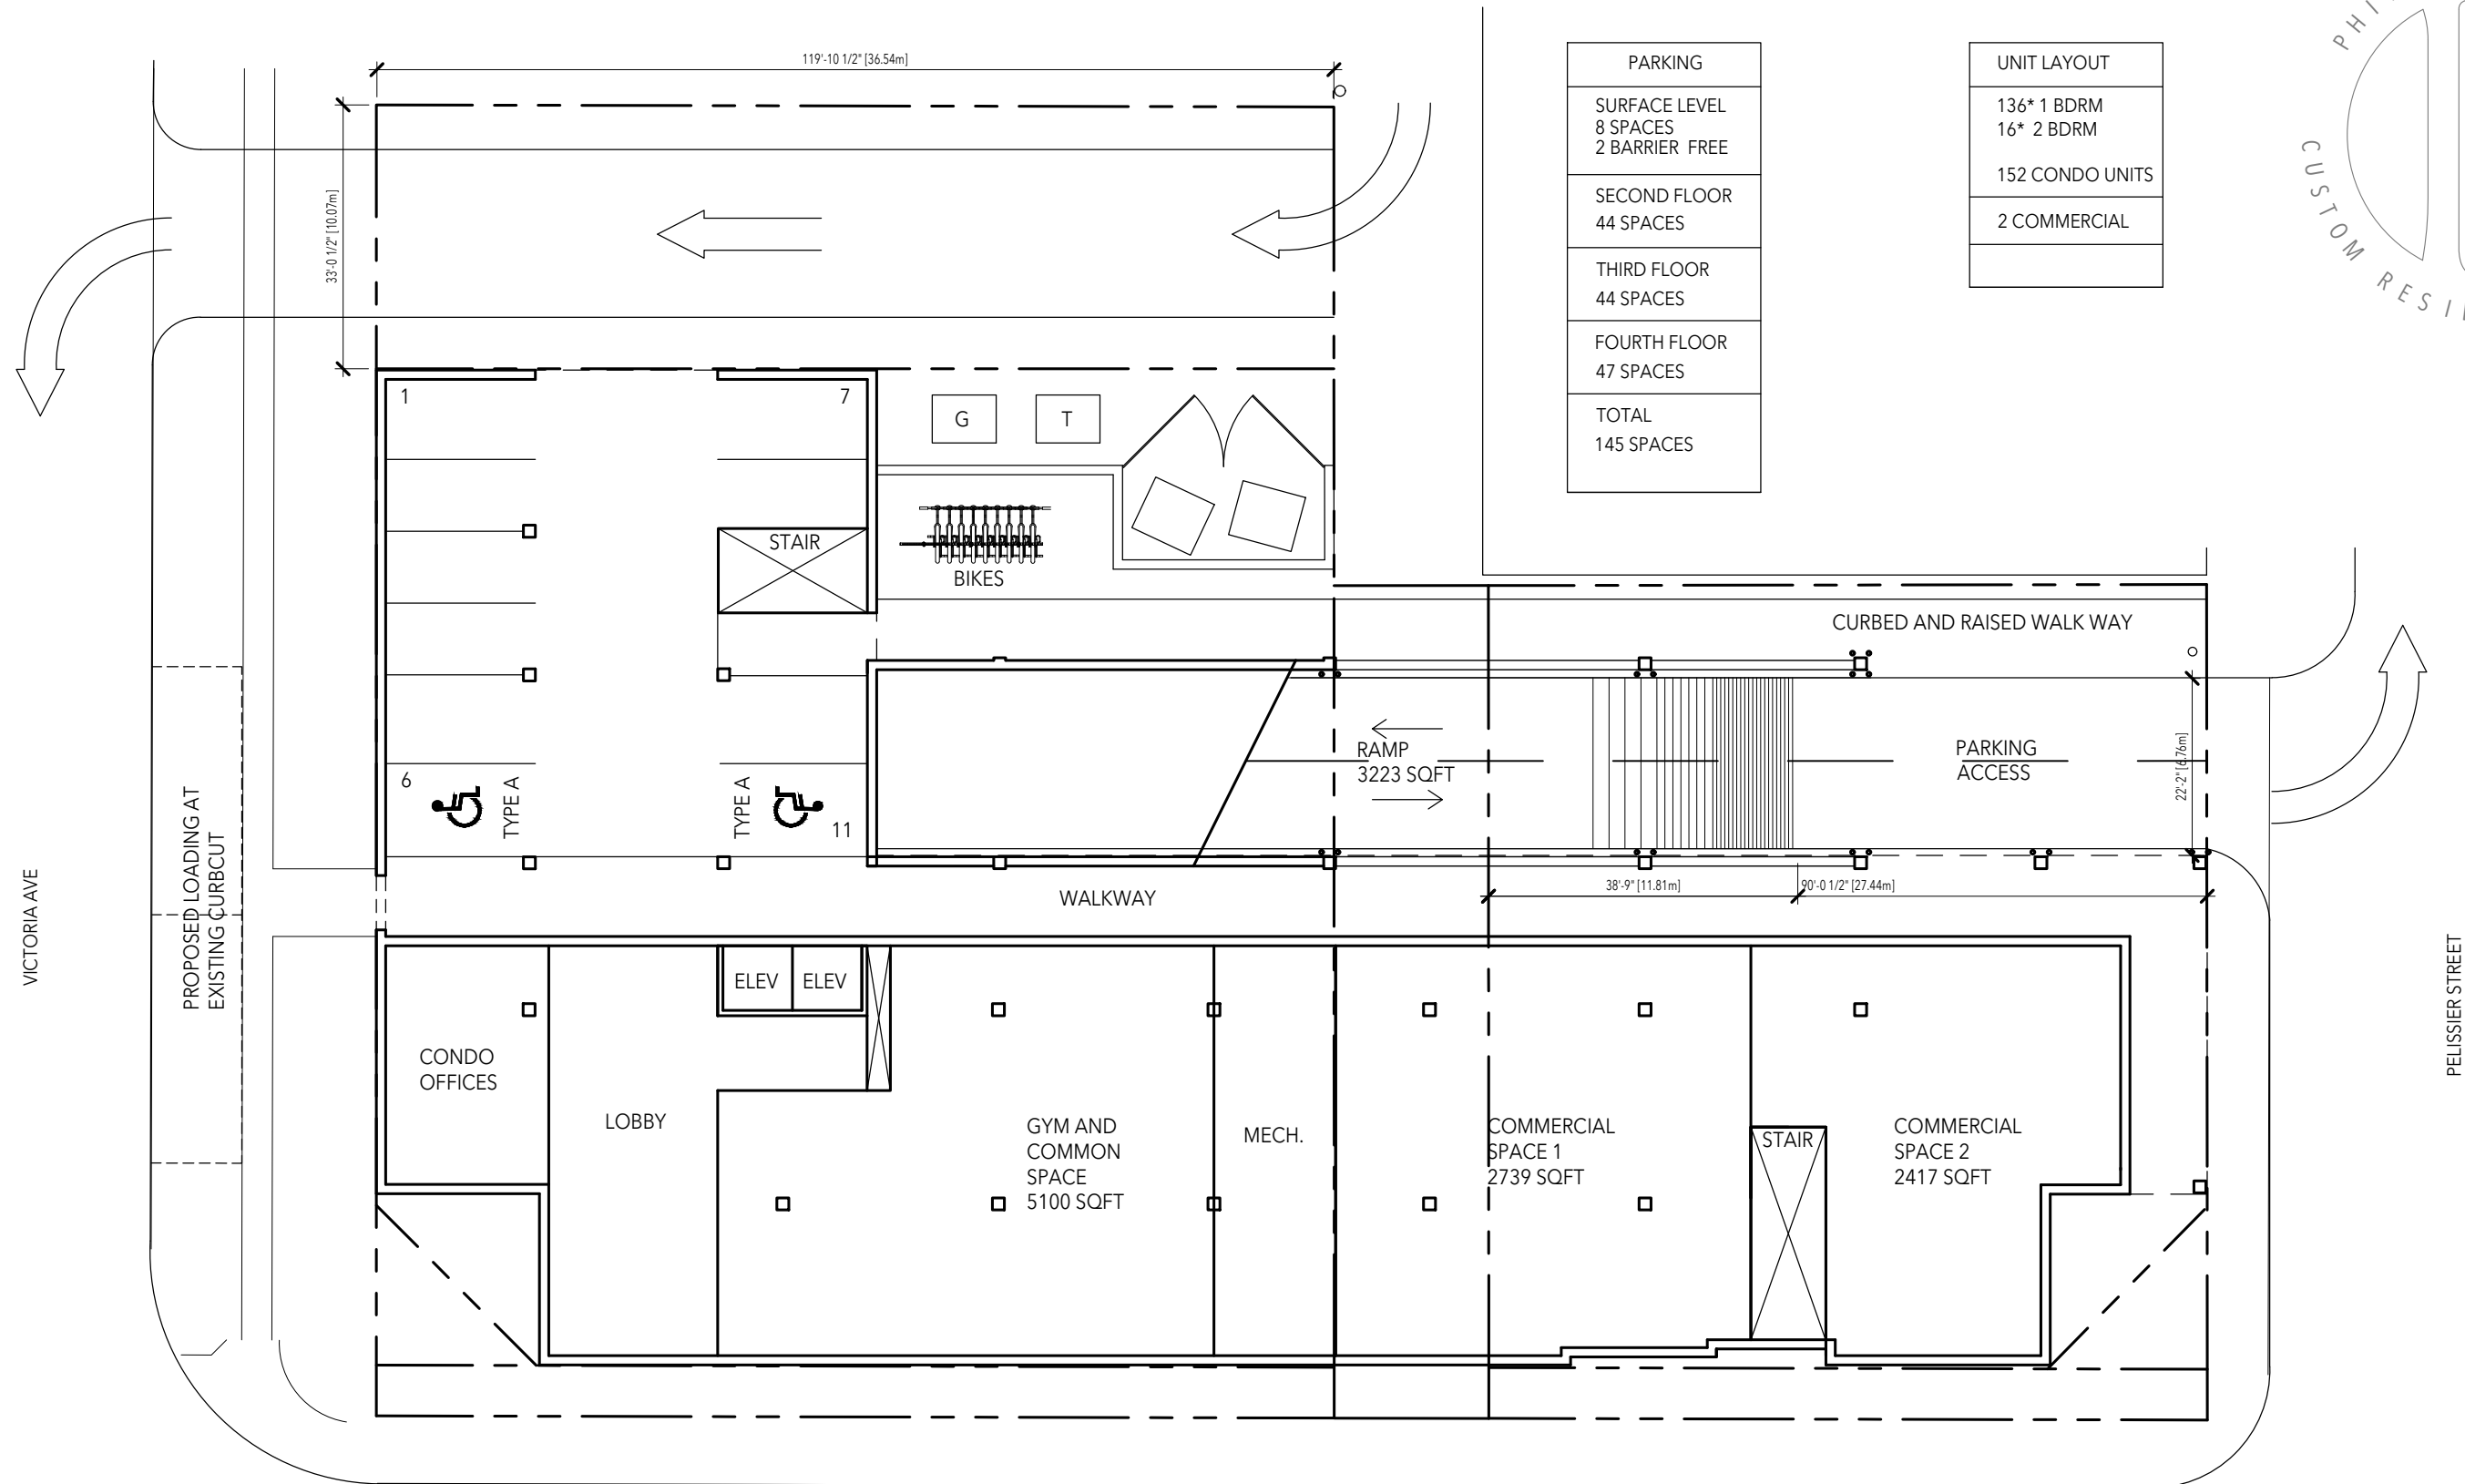 119'-10 1/2" [36.54m]
33'-0 1/2" [10.07m]
PARKING
SURFACE LEVEL
8 SPACES
2 BARRIER FREE
SECOND FLOOR
44 SPACES
THIRD FLOOR
44 SPACES
FOURTH FLOOR
47 SPACES
TOTAL
145 SPACES
UNIT LAYOUT
136* 1 BDRM
16* 2 BDRM
152 CONDO UNITS
2 COMMERCIAL
CUSTOM
1
7
G
T
STAIR
BIKES
CURBED AND RAISED WALK WAY
6
TYPE A
TYPE A
11
RAMP
3223 SQFT
PARKING
ACCESS
22'-2" [6.76m]
38'-9" [11.81m]
90'-0 1/2" [27.44m]
WALKWAY
VICTORIA AVE
PROPOSED LOADING AT
EXISTING CURBCUT
PELISSIER STREET
ELEV
ELEV
CONDO
OFFICES
LOBBY
GYM AND
COMMON
SPACE
5100 SQFT
MECH.
COMMERCIAL
SPACE 1
2739 SQFT
STAIR
COMMERCIAL
SPACE 2
2417 SQFT